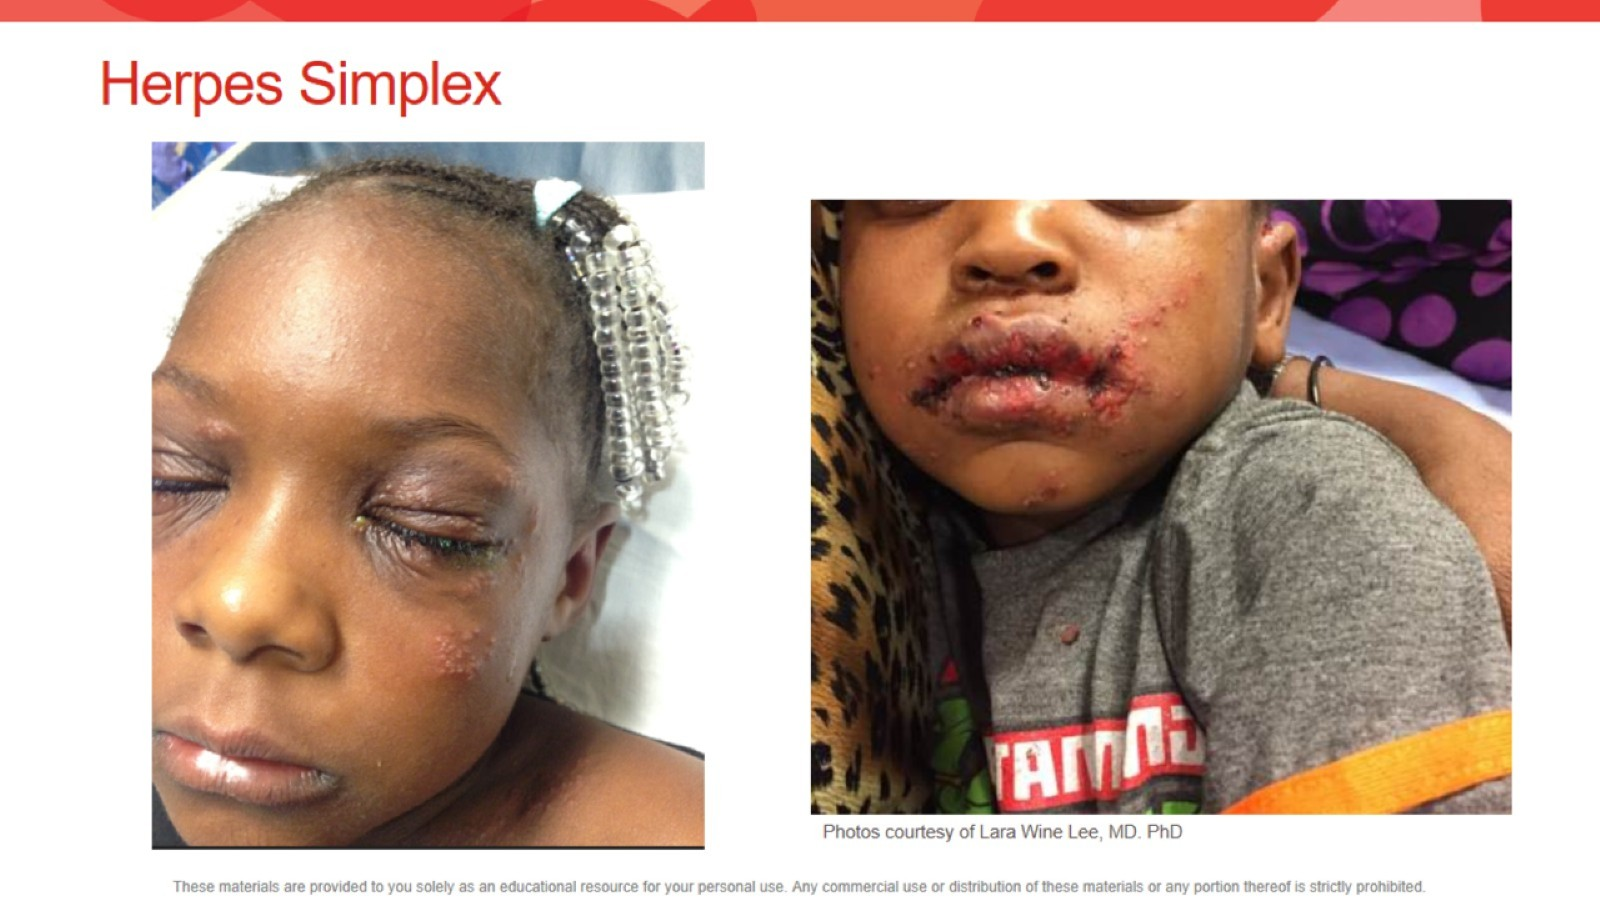 Herpes Simplex
Photos courtesy of Lara Wine Lee, MD. PhD
These materials are provided to you solely as an educational resource for your personal use. Any commercial use or distribution of these materials or any portion thereof is strictly prohibited.